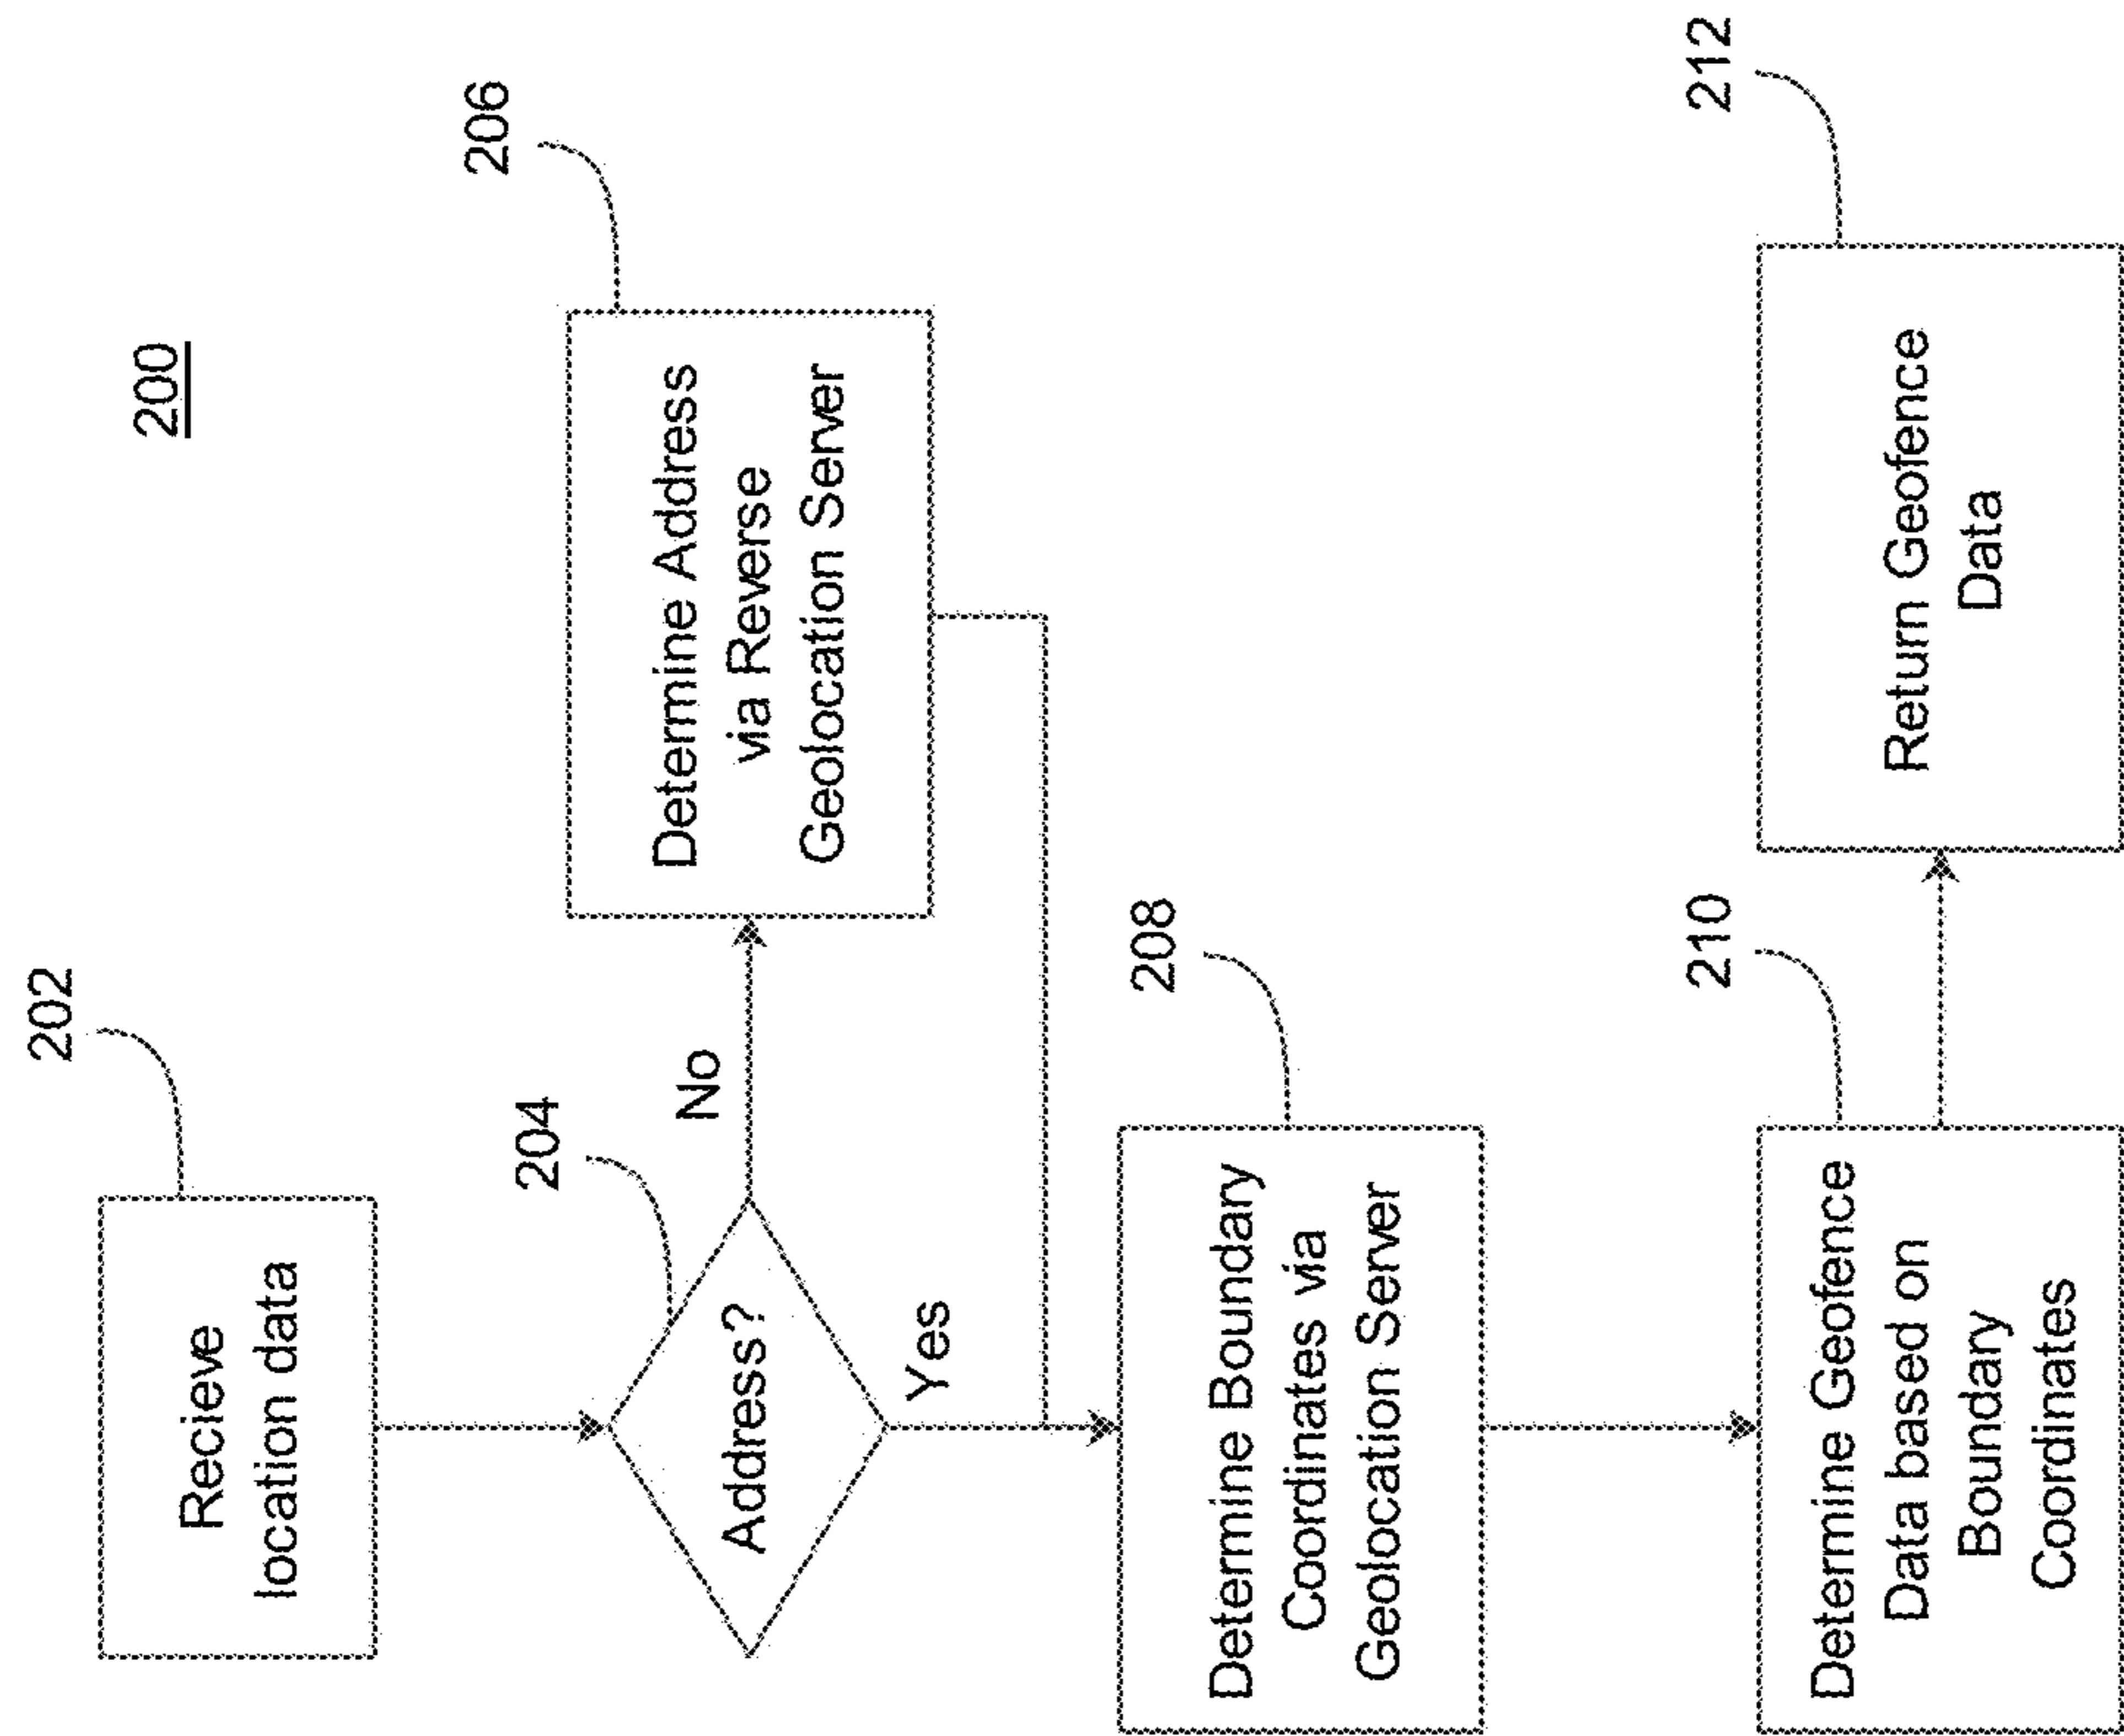 200
202
Recieve
location data
204
Address?
No
Yes
206
Determine Address
via Reverse
Geolocation Server
208
Determine Boundary
Coordinates via
Geolocation Server
210
Determine Geofence
Data based on
Boundary
Coordinates
212
Return Geofence
Data